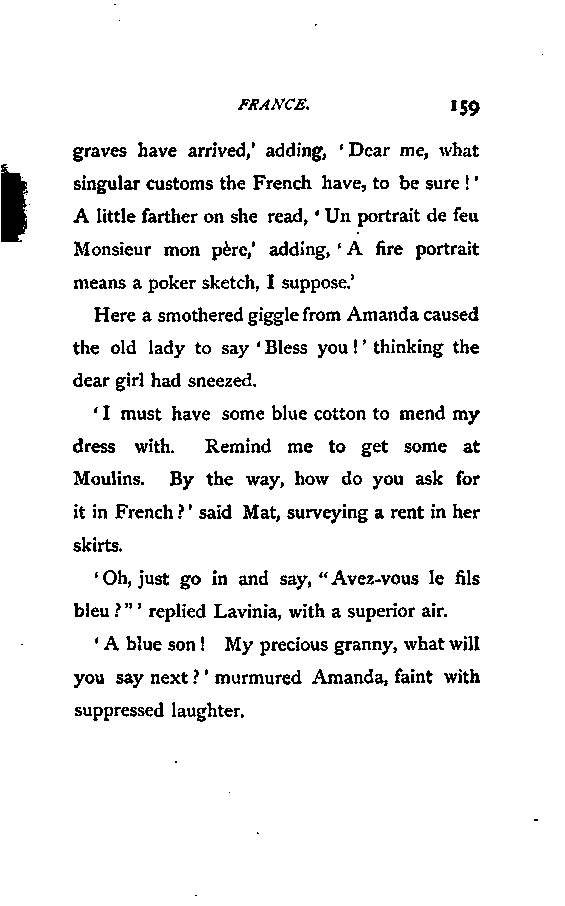 FRANCE. 159
graves have arrived,' adding, 'Dear me, what
singular customs the French have, to be sure!'
A little farther on she read, 'Un portrait de feu
Monsieur mon père,' adding, 'A fire portrait
means a poker sketch, I suppose.'
Here a smothered giggle from Amanda caused
the old lady to say 'Bless you!' thinking the
dear girl had sneezed.
'I must have some blue cotton to mend my
dress with. Remind me to get some at
Moulins. By the way, how do you ask for
it in French?' said Mat, surveying a rent in her
skirts.
'Oh, just go in and say, "Avez-vous le fils
bleu?"' replied Lavinia, with a superior air.
'A blue son! My precious granny, what will
you say next?' murmured Amanda, faint with
suppressed laughter.